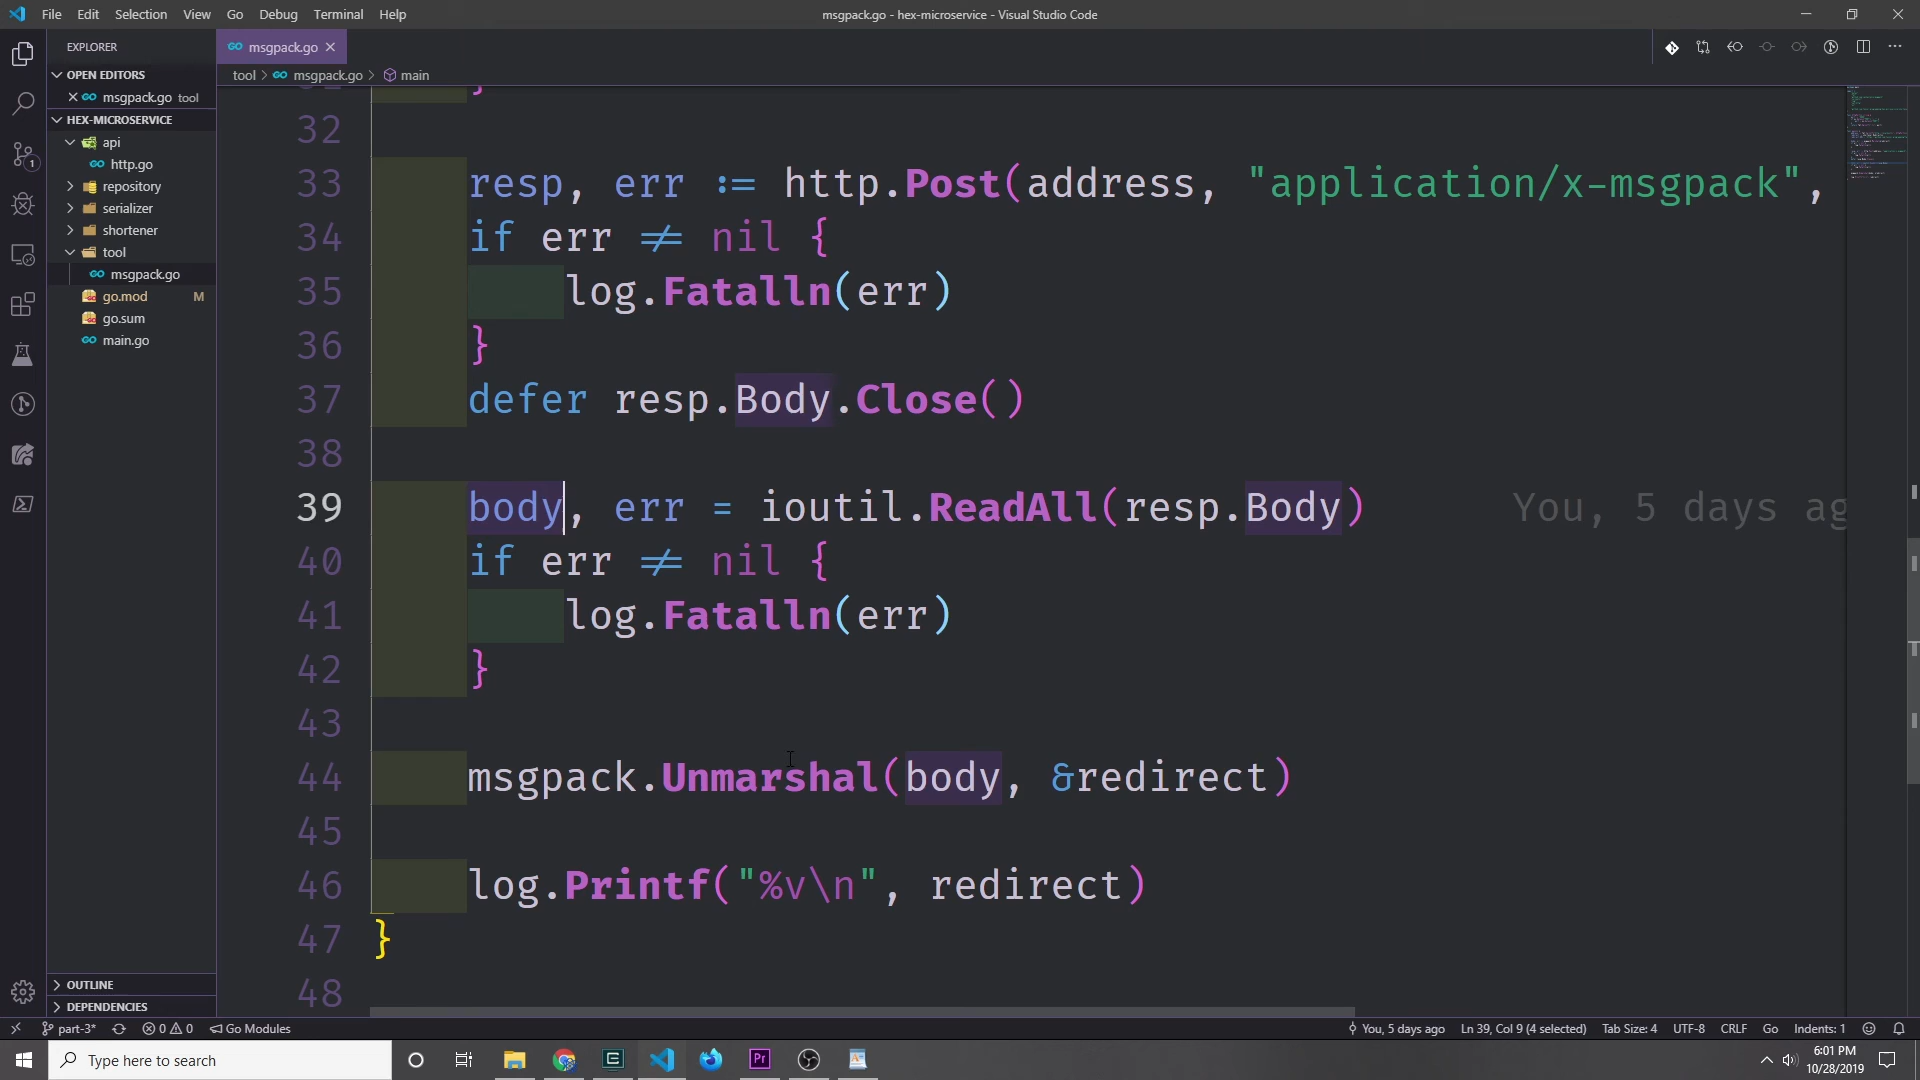 File Edit Selection View Go Debug Terminal Help
msgpack.go - hex-microservice - Visual Studio Code
EXPLORER
OPEN EDITORS
msgpack.go tool
HEX-MICROSERVICE
api
http.go
repository
serializer
shortener
tool
msgpack.go
go.mod M
go.sum
main.go
OUTLINE
DEPENDENCIES
1
msgpack.go
tool > msgpack.go > main
}
32
33 resp, err := http.Post(address, "application/x-msgpack",
34 if err != nil {
35 log.Fatalln(err)
36 }
37 defer resp.Body.Close()
38
39 body, err = ioutil.ReadAll(resp.Body) You, 5 days ag
40 if err != nil {
41 log.Fatalln(err)
42 }
43
44 msgpack.Unmarshal(body, &redirect)
45
46 log.Printf("%v\n", redirect)
47 }
48
part-3* 0 0 Go Modules You, 5 days ago Ln 39, Col 9 (4 selected) Tab Size: 4 UTF-8 CRLF Go Indents: 1
Type here to search
Pr
6:01 PM
10/28/2019